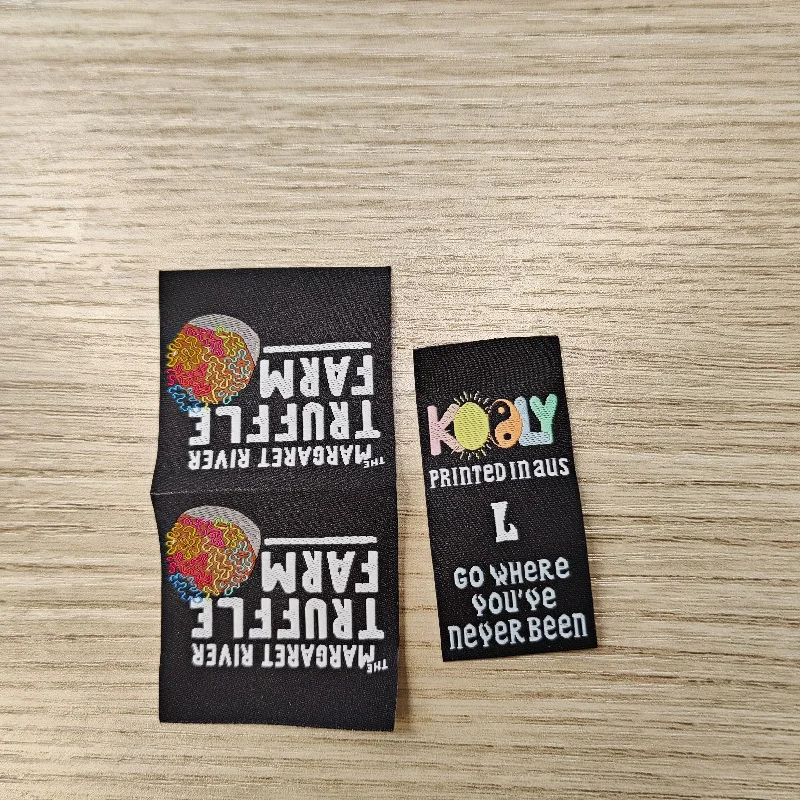 THE MARGARET RIVER
TRUFFLE
FARM
THE MARGARET RIVER
TRUFFLE
FARM
KOOLY
PRINTED IN AUS
L
GO WHERE
YOU'VE
NEVER BEEN